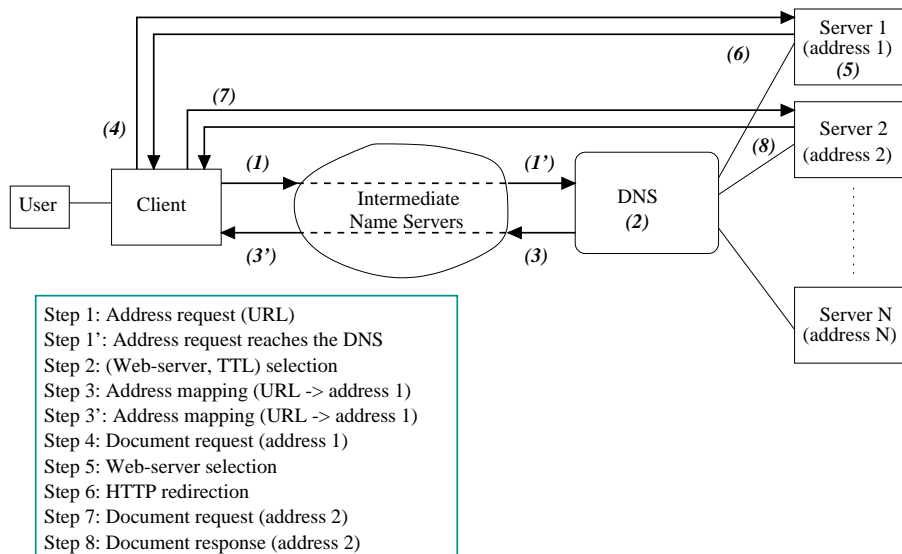 Server 1
(address 1)
(5)
(6)
(7)
(4)
Server 2
(address 2)
(8)
(1)
(1’)
User
Client
Intermediate
Name Servers
DNS
(2)
(3’)
(3)
Server N
(address N)
Step 1: Address request (URL)
Step 1’: Address request reaches the DNS
Step 2: (Web-server, TTL) selection
Step 3: Address mapping (URL -> address 1)
Step 3’: Address mapping (URL -> address 1)
Step 4: Document request (address 1)
Step 5: Web-server selection
Step 6: HTTP redirection
Step 7: Document request (address 2)
Step 8: Document response (address 2)